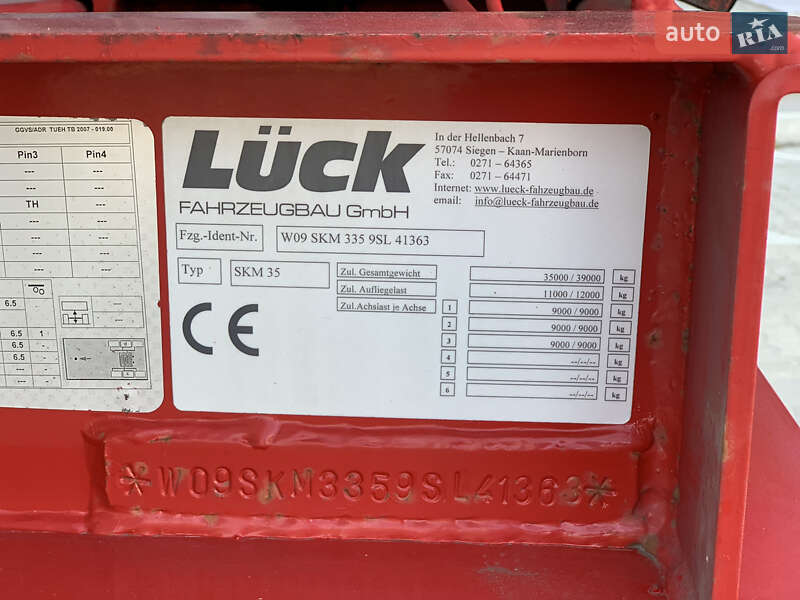 auto RIA .com
GGVS/ADR TUEH TB 2007 - 019.00
Pin3 Pin4
--- ---
--- ---
TH ---
--- ---
--- ---
--- ---
6.5
6.5 1
6.5 -
6.5 -
- -
LÜCK
FAHRZEUGBAU GmbH
In der Hellenbach 7
57074 Siegen – Kaan-Marienborn
Tel.: 0271 – 64365
Fax: 0271 – 64471
Internet: www.lueck-fahrzeugbau.de
email: info@lueck-fahrzeugbau.de
Fzg.-Ident-Nr. W09 SKM 335 9SL 41363
Typ SKM 35
Zul. Gesamtgewicht 35000 / 39000 kg
Zul. Aufliegelast 11000 / 12000 kg
Zul.Achslast je Achse 1 9000 / 9000 kg
2 9000 / 9000 kg
3 9000 / 9000 kg
4 --/--/-- kg
5 --/--/-- kg
6 --/--/-- kg
CE
*W09SKM3359SL41363*